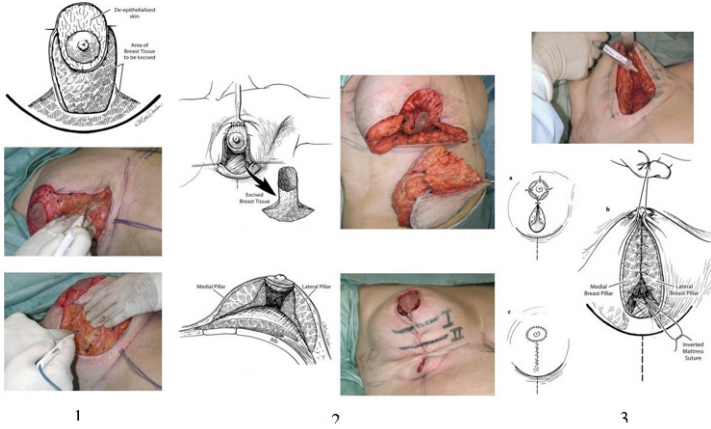 De-epithelialized
skin
Area of
Breast Tissue
to be Excised
Excised
Breast Tissue
Medial Pillar
Lateral Pillar
I
II
a
b
Medial
Breast Pillar
Lateral
Breast Pillar
c
Inverted
Mattress
Suture
1
2
3